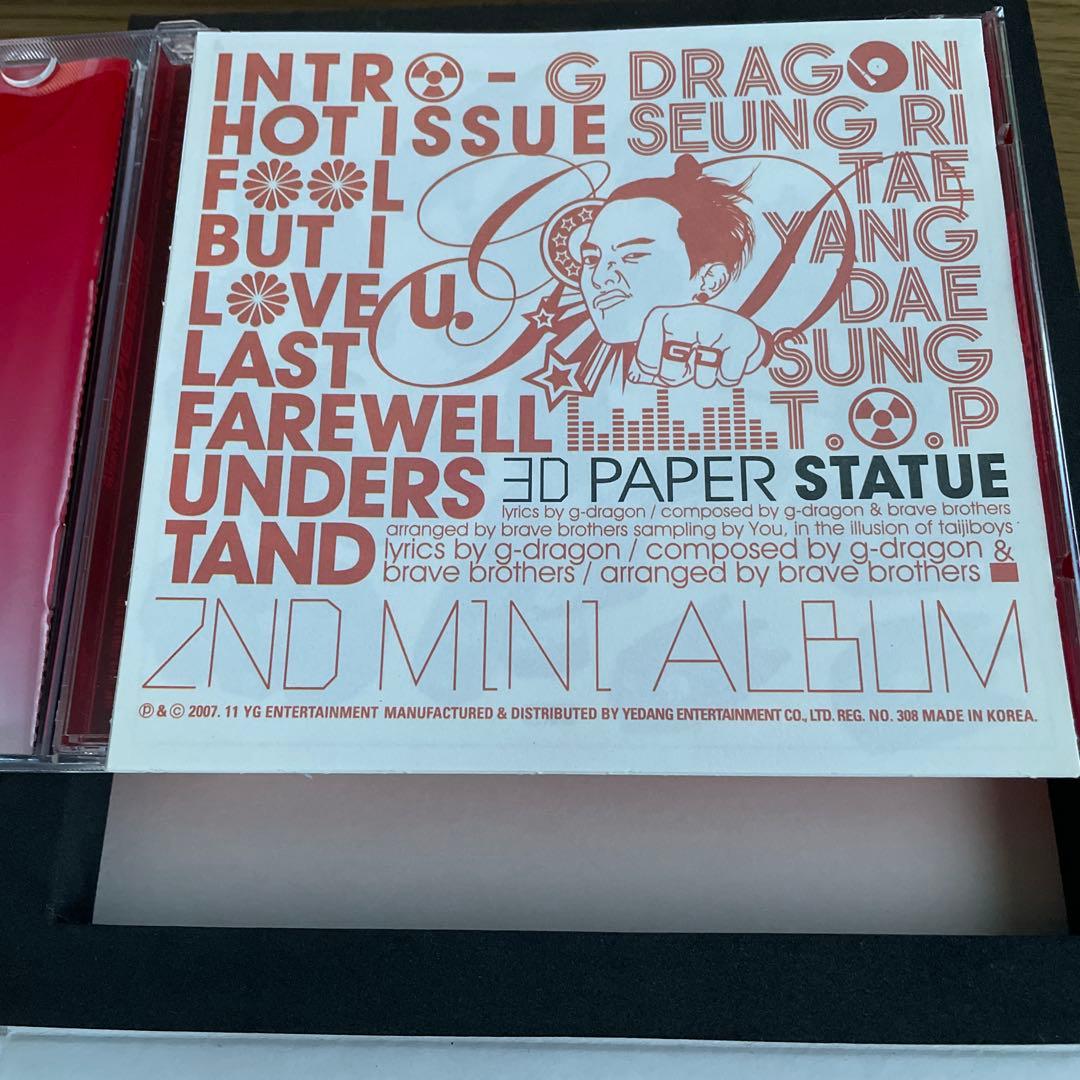 INTRO - G DRAGON
HOT ISSUE SEUNG RI
FOOL TAE
BUT I YANG
LOVE U. DAE
LAST SUNG
FAREWELL T.O.P
UNDERS 3D PAPER STATUE
TAND
lyrics by g-dragon / composed by g-dragon & brave brothers
arranged by brave brothers sampling by You, in the illusion of taijiboys
lyrics by g-dragon / composed by g-dragon &
brave brothers / arranged by brave brothers
2ND MINI ALBUM
Ⓟ & © 2007. 11 YG ENTERTAINMENT MANUFACTURED & DISTRIBUTED BY YEDANG ENTERTAINMENT CO., LTD. REG. NO. 308 MADE IN KOREA.
GD
GD